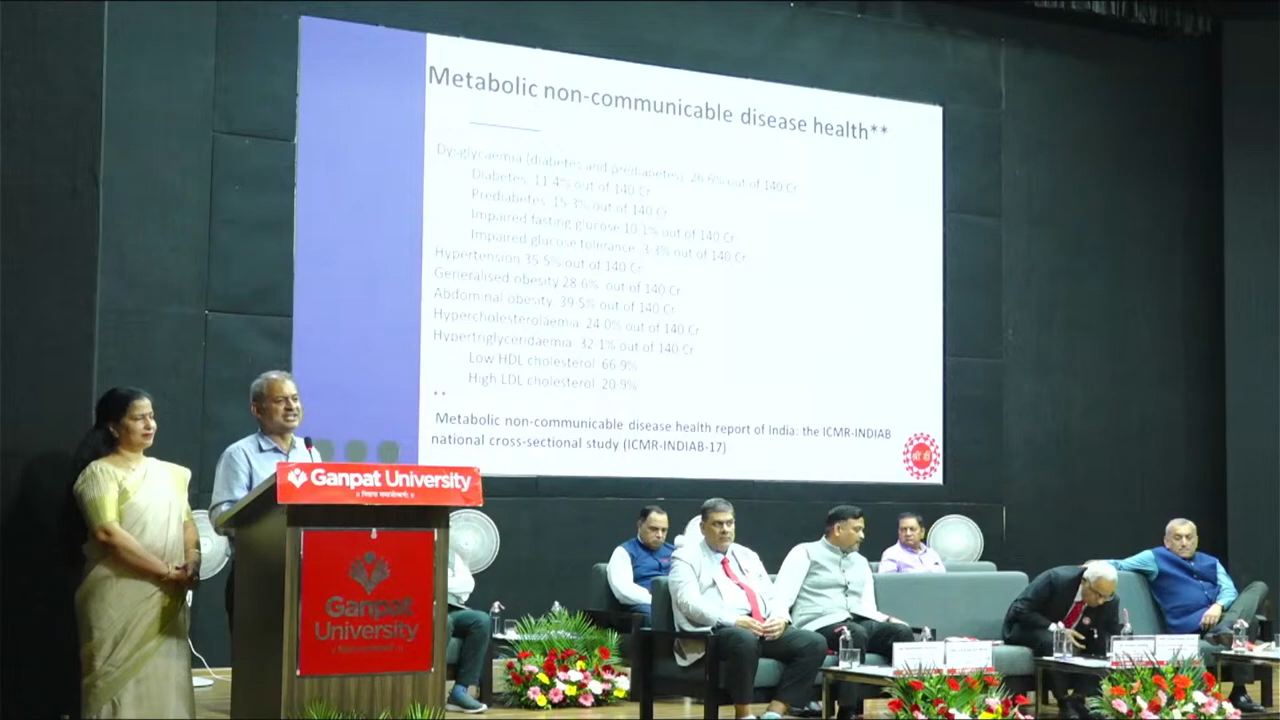 Metabolic non-communicable disease health**
Dysglycaemia (diabetes and prediabetes): 26.6% out of 140 Cr
Diabetes: 11.4% out of 140 Cr
Prediabetes: 15.3% out of 140 Cr
Impaired fasting glucose 10.1% out of 140 Cr
Impaired glucose tolerance: 3.3% out of 140 Cr
Hypertension 35.5% out of 140 Cr
Generalised obesity 28.6% out of 140 Cr
Abdominal obesity: 39.5% out of 140 Cr
Hypercholesterolaemia: 24.0% out of 140 Cr
Hypertriglyceridaemia: 32.1% out of 140 Cr
Low HDL cholesterol: 66.9%
High LDL cholesterol: 20.9%
**
Metabolic non-communicable disease health report of India: the ICMR-INDIAB
national cross-sectional study (ICMR-INDIAB-17)
Ganpat University
Ganpat
University